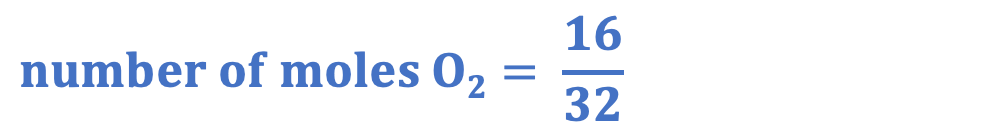 number of moles O₂ = 16/32